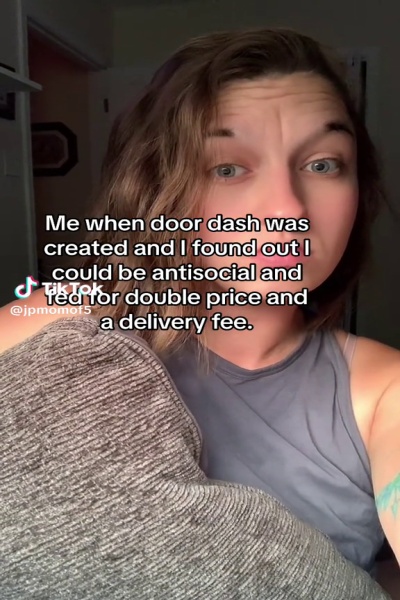 Me when door dash was
created and I found out I
could be antisocial and
fed for double price and
a delivery fee.
TikTok
@jpmomof5